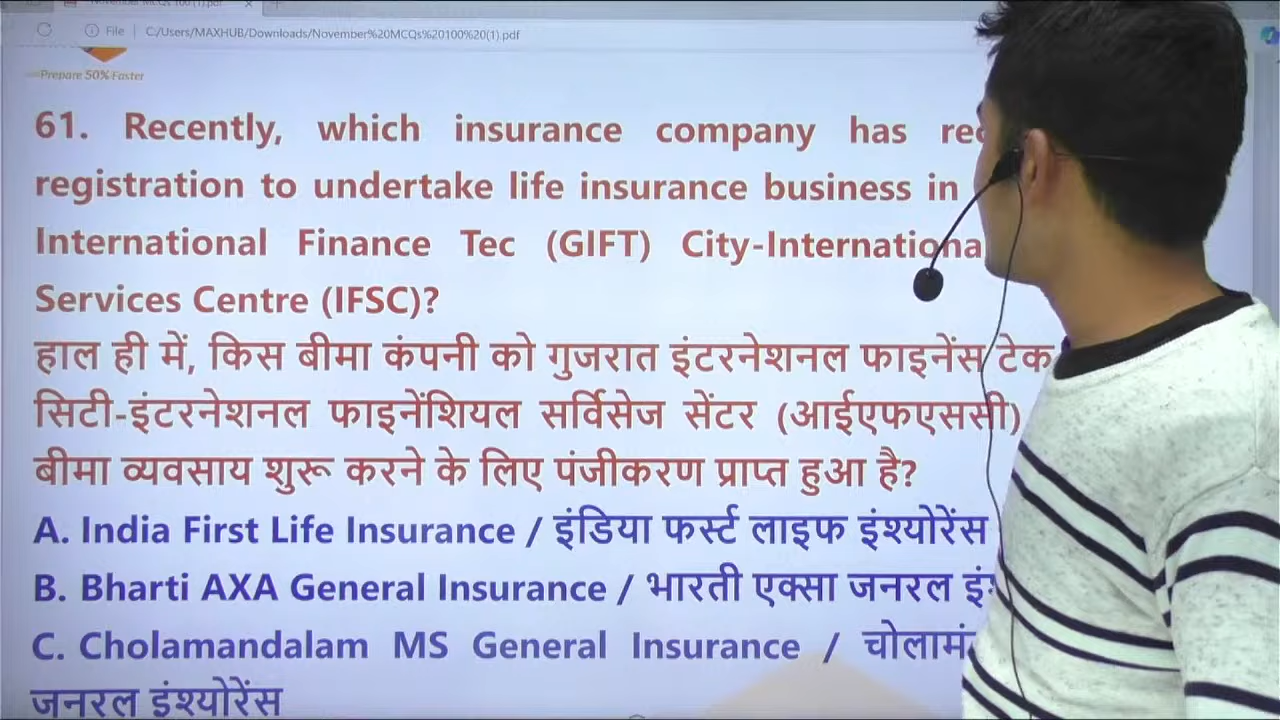 File
C:/Users/MAXHUB/Downloads/November%20MCQs%20100%20(1).pdf
Prepare 50% Faster
61. Recently, which insurance company has
registration to undertake life insurance business in
International Finance Tec (GIFT) City-Internationa
Services Centre (IFSC)?
हाल ही में, किस बीमा कंपनी को गुजरात इंटरनेशनल फाइनेंस टेक
सिटी-इंटरनेशनल फाइनेंशियल सर्विसेज सेंटर (आईएफएससी)
बीमा व्यवसाय शुरू करने के लिए पंजीकरण प्राप्त हुआ है?
A. India First Life Insurance / इंडिया फर्स्ट लाइफ इंश्योरेंस
B. Bharti AXA General Insurance / भारती एक्सा जनरल
C. Cholamandalam MS General Insurance /
जनरल इंश्योरेंस